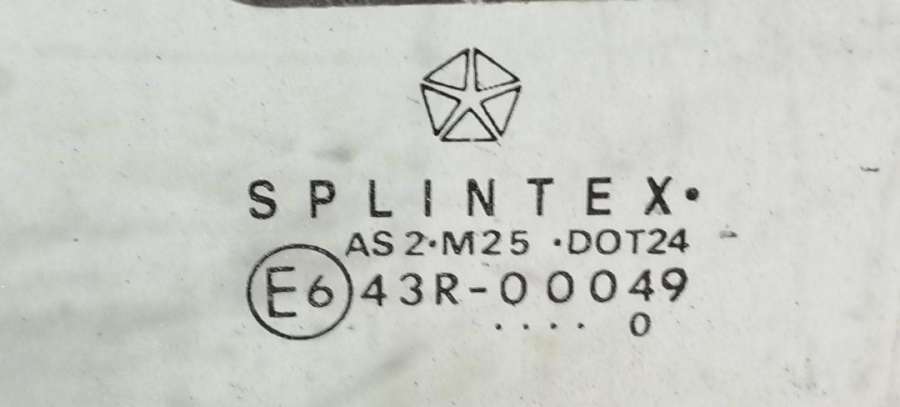 SPLINTEX·
AS2·M25 ·DOT24
E6 43R-00049
.... 0